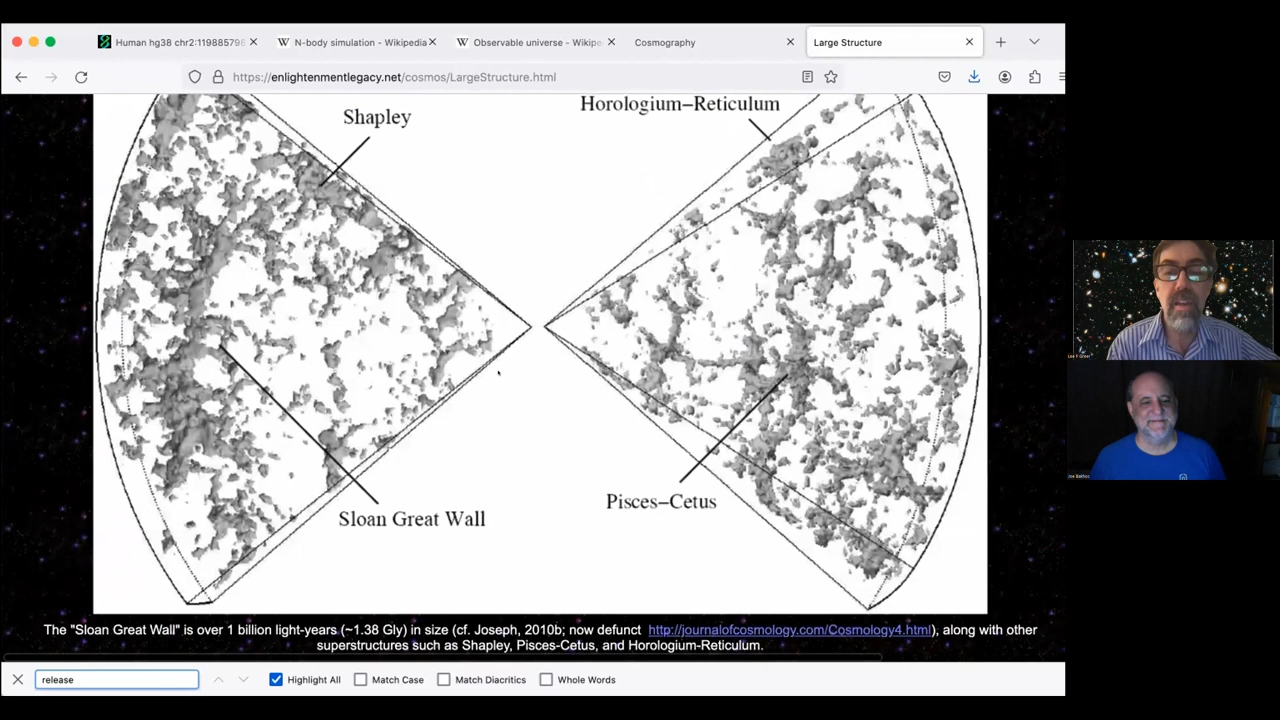 Human hg38 chr2:119885798
N-body simulation - Wikipedia
Observable universe - Wikipe
Cosmography
Large Structure
https://enlightenmentlegacy.net/cosmos/LargeStructure.html
Shapley
Horologium–Reticulum
Sloan Great Wall
Pisces–Cetus
The "Sloan Great Wall" is over 1 billion light-years (~1.38 Gly) in size (cf. Joseph, 2010b; now defunct http://journalofcosmology.com/Cosmology4.html), along with other
superstructures such as Shapley, Pisces-Cetus, and Horologium-Reticulum.
release
Highlight All
Match Case
Match Diacritics
Whole Words